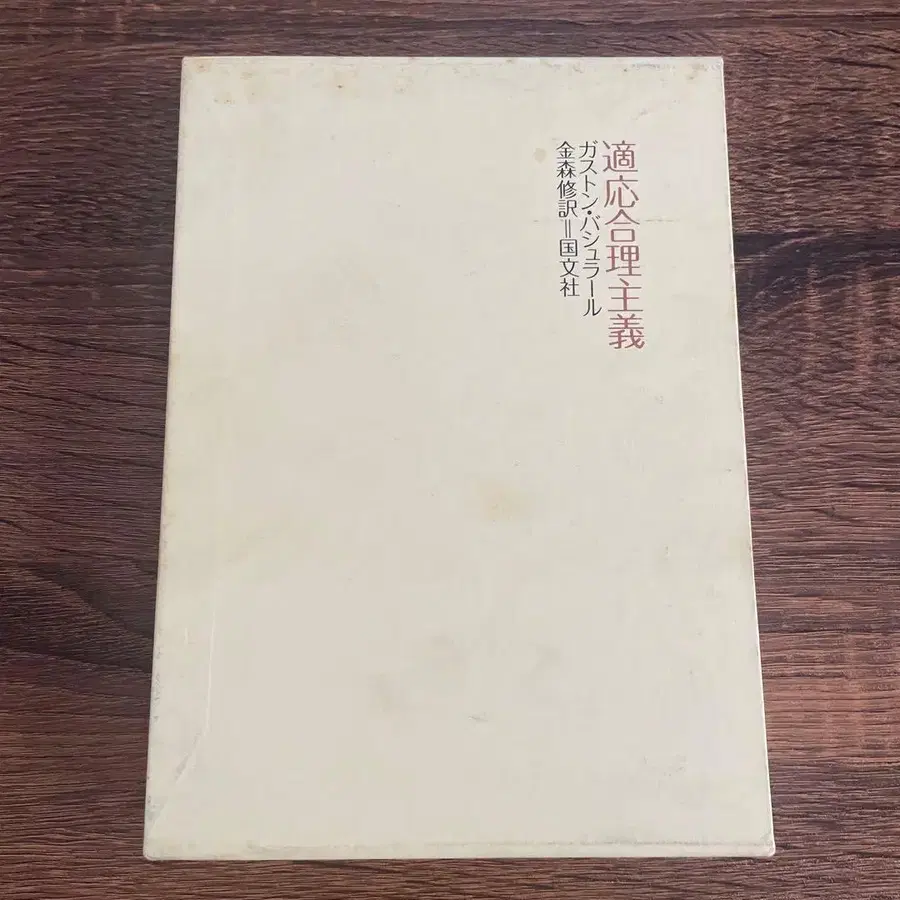 適応合理主義
ガストン・バシュラール
金森修訳=国文社